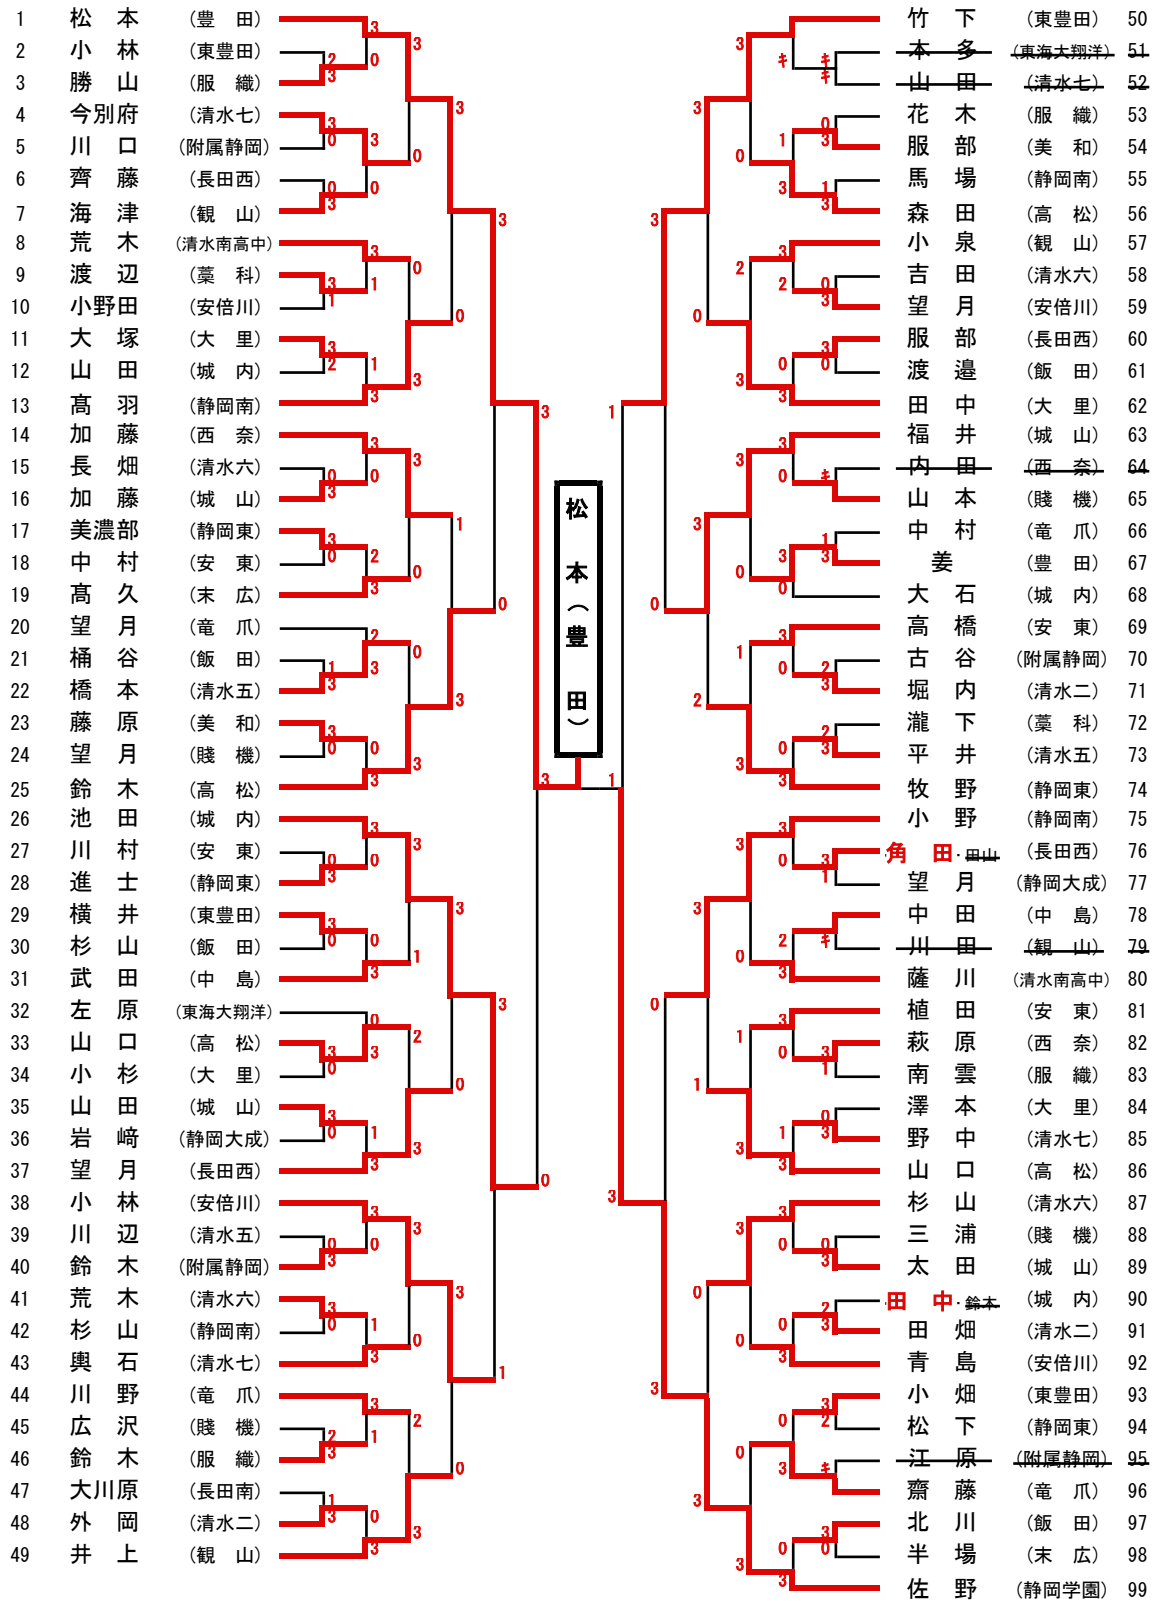 1 松本 (豊田)
2 小林 (東豊田)
3 勝山 (服織)
4 今別府 (清水七)
5 川口 (附属静岡)
6 齊藤 (長田西)
7 海津 (観山)
8 荒木 (清水南高中)
9 渡辺 (藁科)
10 小野田 (安倍川)
11 大塚 (大里)
12 山田 (城内)
13 髙羽 (静岡南)
14 加藤 (西奈)
15 長畑 (清水六)
16 加藤 (城山)
17 美濃部 (静岡東)
18 中村 (安東)
19 髙久 (末広)
20 望月 (竜爪)
21 桶谷 (飯田)
22 橋本 (清水五)
23 藤原 (美和)
24 望月 (賤機)
25 鈴木 (高松)
26 池田 (城内)
27 川村 (安東)
28 進士 (静岡東)
29 横井 (東豊田)
30 杉山 (飯田)
31 武田 (中島)
32 左原 (東海大翔洋)
33 山口 (高松)
34 小杉 (大里)
35 山田 (城山)
36 岩﨑 (静岡大成)
37 望月 (長田西)
38 小林 (安倍川)
39 川辺 (清水五)
40 鈴木 (附属静岡)
41 荒木 (清水六)
42 杉山 (静岡南)
43 輿石 (清水七)
44 川野 (竜爪)
45 広沢 (賤機)
46 鈴木 (服織)
47 大川原 (長田南)
48 外岡 (清水二)
49 井上 (観山)
松本(豊田)
竹下 (東豊田) 50
本多 (東海大翔洋) 51
山田 (清水七) 52
花木 (服織) 53
服部 (美和) 54
馬場 (静岡南) 55
森田 (高松) 56
小泉 (観山) 57
吉田 (清水六) 58
望月 (安倍川) 59
服部 (長田西) 60
渡邉 (飯田) 61
田中 (大里) 62
福井 (城山) 63
内田 (西奈) 64
山本 (賤機) 65
中村 (竜爪) 66
姜 (豊田) 67
大石 (城内) 68
高橋 (安東) 69
古谷 (附属静岡) 70
堀内 (清水二) 71
瀧下 (藁科) 72
平井 (清水五) 73
牧野 (静岡東) 74
小野 (静岡南) 75
角田・田山 (長田西) 76
望月 (静岡大成) 77
中田 (中島) 78
川田 (観山) 79
薩川 (清水南高中) 80
植田 (安東) 81
萩原 (西奈) 82
南雲 (服織) 83
澤本 (大里) 84
野中 (清水七) 85
山口 (高松) 86
杉山 (清水六) 87
三浦 (賤機) 88
太田 (城山) 89
田中・鈴木 (城内) 90
田畑 (清水二) 91
青島 (安倍川) 92
小畑 (東豊田) 93
松下 (静岡東) 94
江原 (附属静岡) 95
齋藤 (竜爪) 96
北川 (飯田) 97
半場 (末広) 98
佐野 (静岡学園) 99